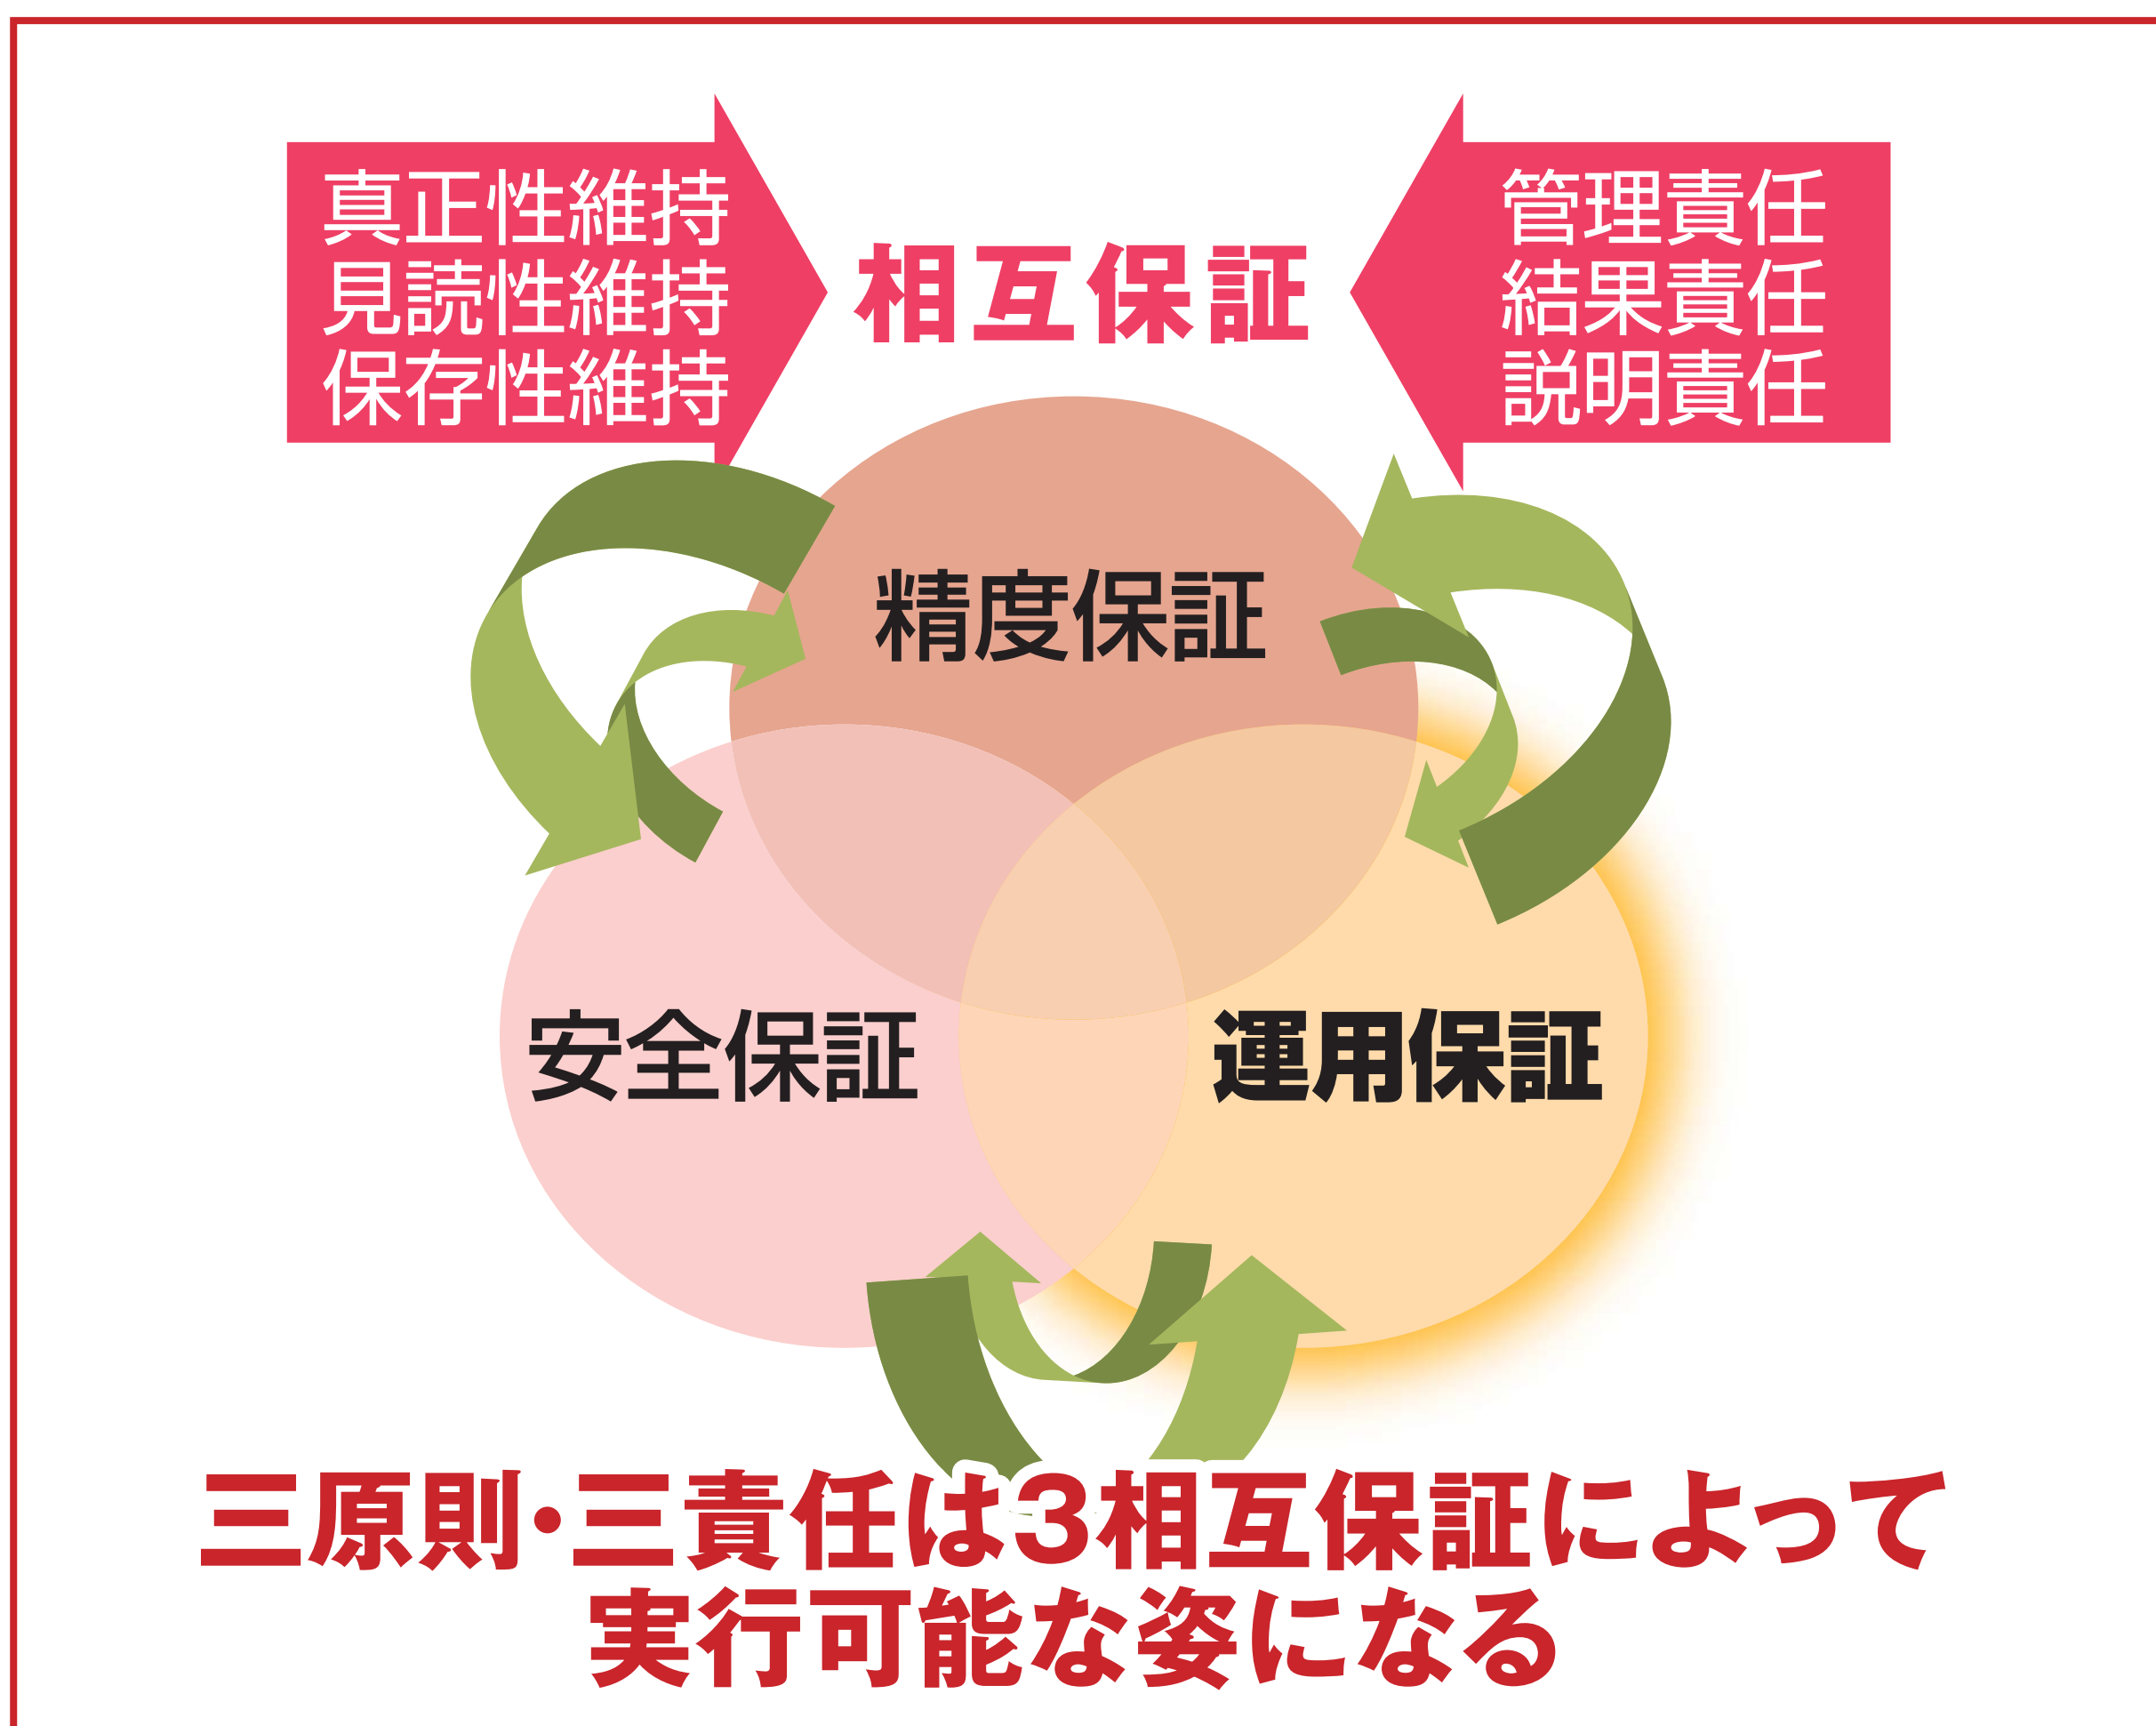 真正性維持
見読性維持
保存性維持
相互保証
管理責任
結果責任
説明責任
精度保証
安全保証
運用保証
三原則・三責任は３相互保証によって
実行可能な姿になる